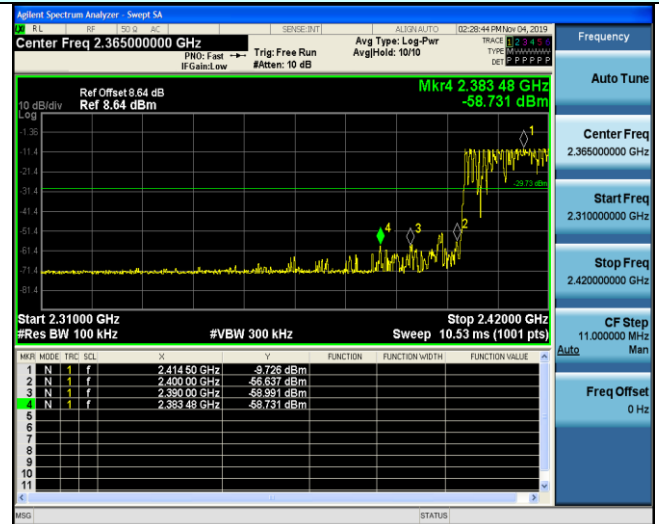 Agilent Spectrum Analyzer - Swept SA
RL RF 50 Ω AC SENSE:INT ALIGN AUTO 02:28:44 PM Nov 04, 2019
Center Freq 2.365000000 GHz
PNO: Fast
IFGain:Low
Trig: Free Run
#Atten: 10 dB
Avg Type: Log-Pwr
Avg|Hold: 10/10
TRACE 1 2 3 4 5 6
TYPE M
DET P P P P P P
Frequency
Auto Tune
Ref Offset 8.64 dB
10 dB/div Ref 8.64 dBm
Log
Mkr4 2.383 48 GHz
-58.731 dBm
-1.36
-11.4
-21.4
-31.4
-41.4
-51.4
-61.4
-71.4
-81.4
1
-29.73 dBm
4
3
2
Center Freq
2.365000000 GHz
Start Freq
2.310000000 GHz
Stop Freq
2.420000000 GHz
CF Step
11.000000 MHz
Auto Man
Freq Offset
0 Hz
Start 2.31000 GHz Stop 2.42000 GHz
#Res BW 100 kHz #VBW 300 kHz Sweep 10.53 ms (1001 pts)
MKR MODE TRC SCL X Y FUNCTION FUNCTION WIDTH FUNCTION VALUE
1 N 1 f 2.414 50 GHz -9.726 dBm
2 N 1 f 2.400 00 GHz -56.637 dBm
3 N 1 f 2.390 00 GHz -58.991 dBm
4 N 1 f 2.383 48 GHz -58.731 dBm
5
6
7
8
9
10
11
MSG STATUS